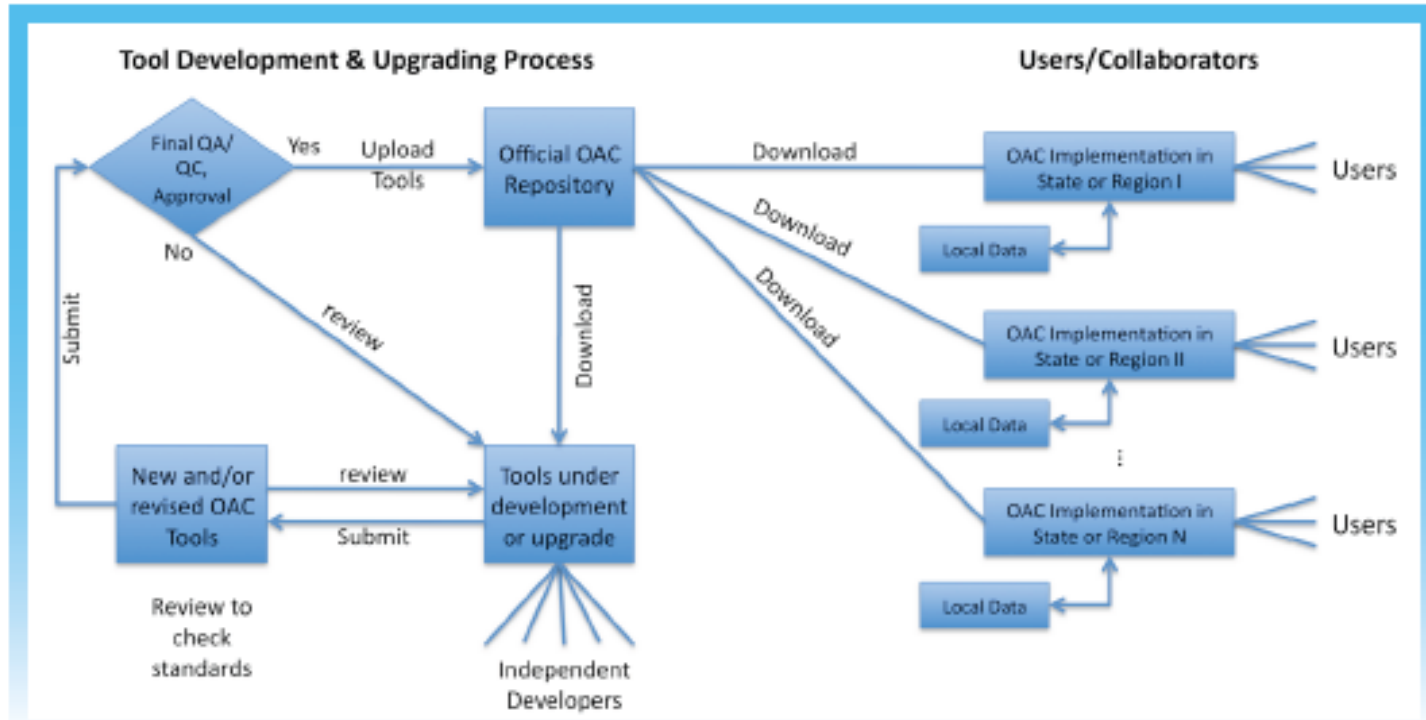 Tool Development & Upgrading Process
Users/Collaborators
Final QA/
QC,
Approval
Yes
Upload
Tools
Official OAC
Repository
Download
OAC Implementation in
State or Region I
Users
Local Data
No
Submit
review
Download
Download
Download
OAC Implementation in
State or Region II
Users
Local Data
⋮
New and/or
revised OAC
Tools
review
Submit
Tools under
development
or upgrade
OAC Implementation in
State or Region N
Users
Local Data
Review to
check
standards
Independent
Developers